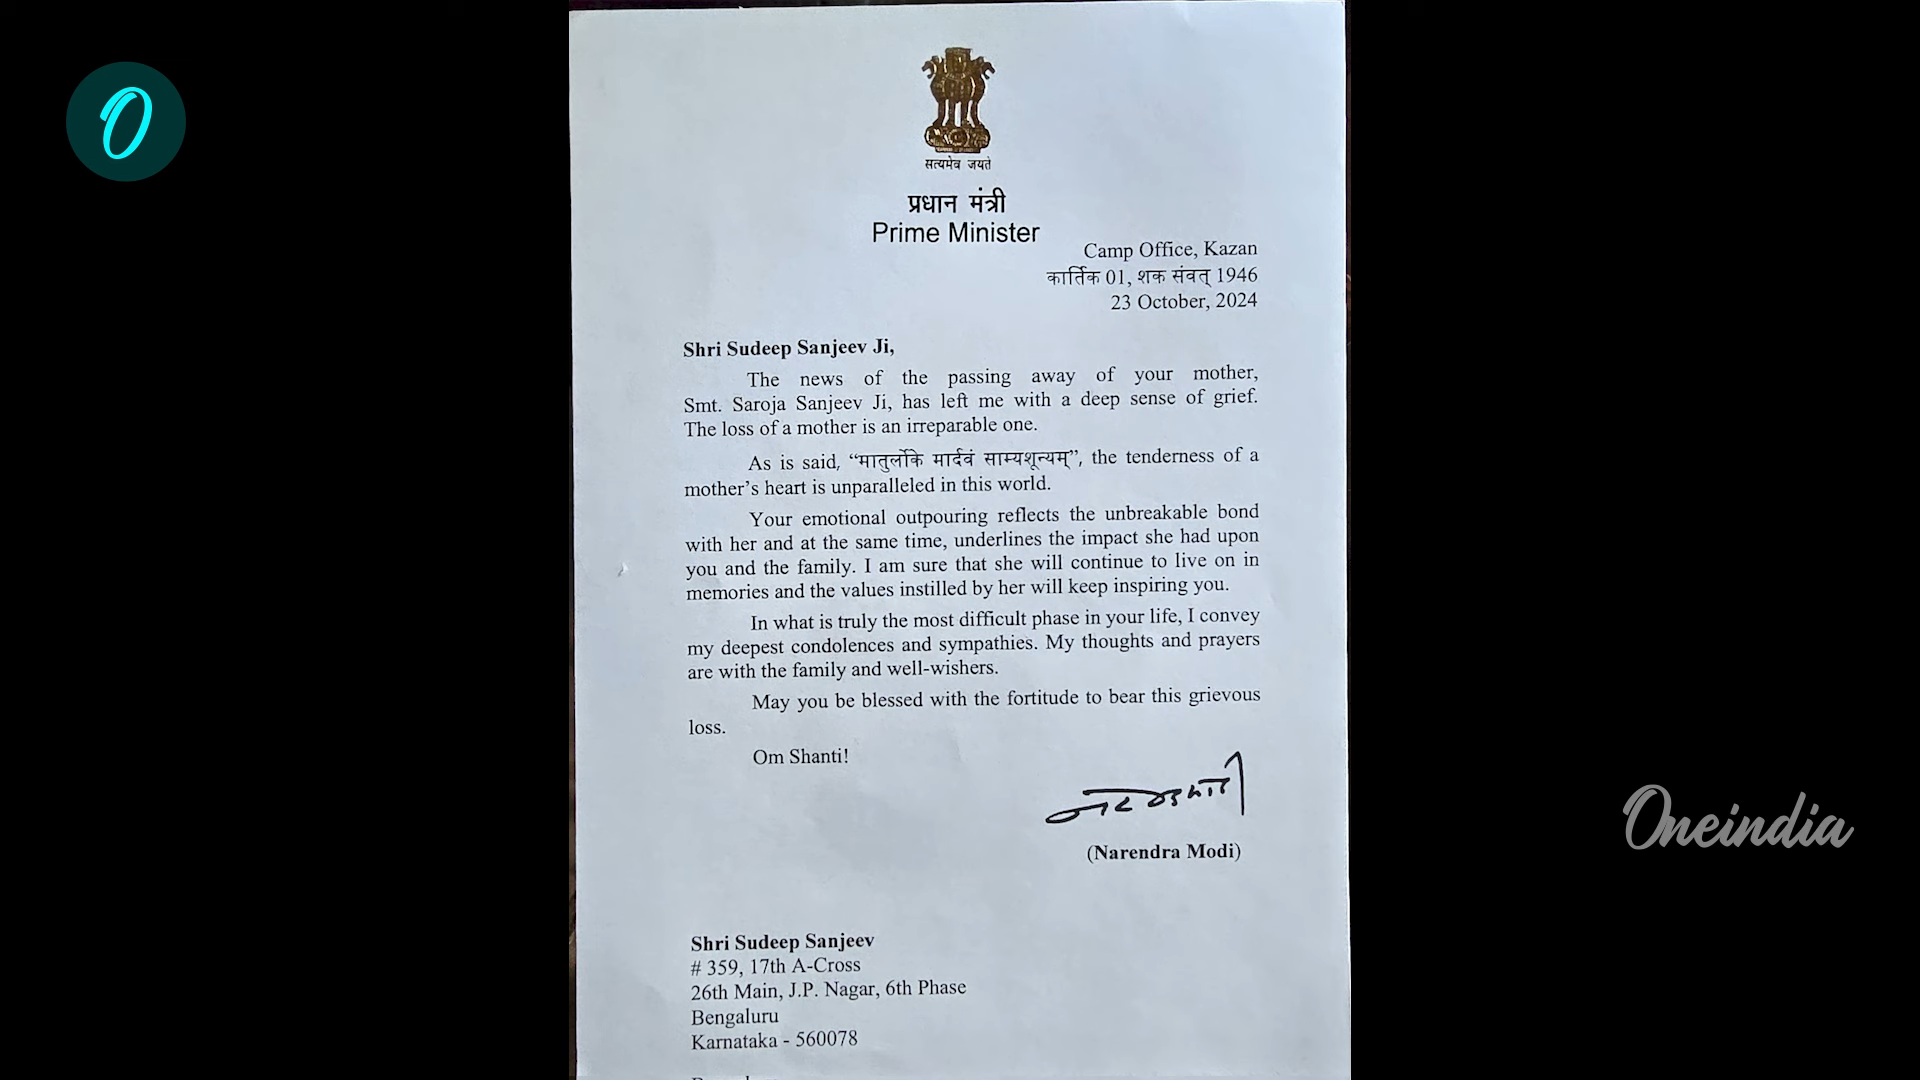 O
सत्यमेव जयते
प्रधान मंत्री
Prime Minister
Camp Office, Kazan
कार्तिक 01, शक संवत् 1946
23 October, 2024
Shri Sudeep Sanjeev Ji,
The news of the passing away of your mother,
Smt. Saroja Sanjeev Ji, has left me with a deep sense of grief.
The loss of a mother is an irreparable one.
As is said, “मातुर्लोके मार्दवं साम्यशून्यम्”, the tenderness of a
mother’s heart is unparalleled in this world.
Your emotional outpouring reflects the unbreakable bond
with her and at the same time, underlines the impact she had upon
you and the family. I am sure that she will continue to live on in
memories and the values instilled by her will keep inspiring you.
In what is truly the most difficult phase in your life, I convey
my deepest condolences and sympathies. My thoughts and prayers
are with the family and well-wishers.
May you be blessed with the fortitude to bear this grievous
loss.
Om Shanti!
(Narendra Modi)
Oneindia
Shri Sudeep Sanjeev
# 359, 17th A-Cross
26th Main, J.P. Nagar, 6th Phase
Bengaluru
Karnataka - 560078